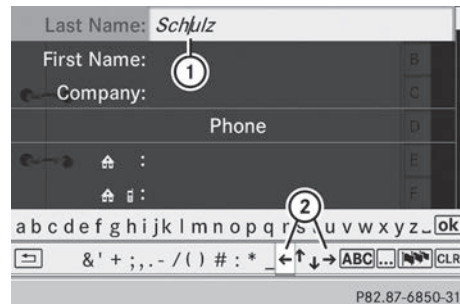 Last Name: Schulz
First Name:
Company:
Phone
:
:
B
C
D
E
F
1
2
a b c d e f g h i j k l m n o p q r s t u v w x y z _ ok
& ' + ; , . - / ( ) # : * _ ← ↑ ↓ → ABC ... CLR
P82.87-6850-31